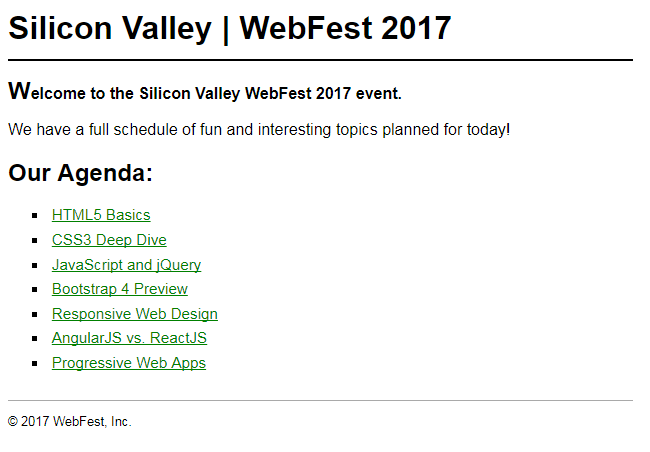 Silicon Valley | WebFest 2017
Welcome to the Silicon Valley WebFest 2017 event.
We have a full schedule of fun and interesting topics planned for today!
Our Agenda:
HTML5 Basics
CSS3 Deep Dive
JavaScript and jQuery
Bootstrap 4 Preview
Responsive Web Design
AngularJS vs. ReactJS
Progressive Web Apps
© 2017 WebFest, Inc.